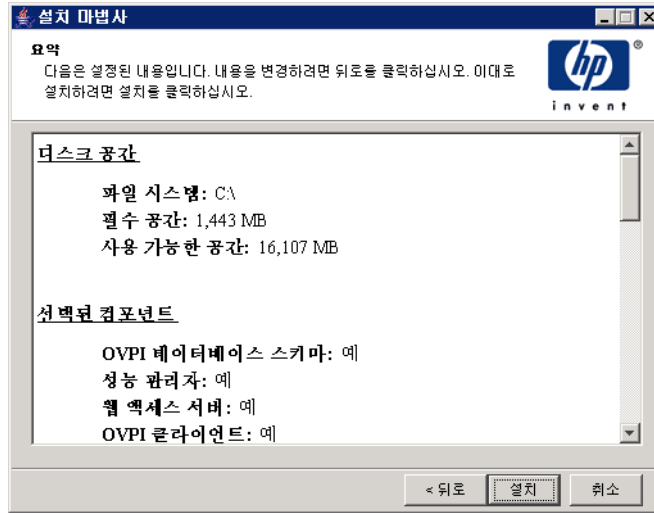 설치 마법사
요약
다음은 설정된 내용입니다. 내용을 변경하려면 뒤로를 클릭하십시오. 이대로
설치하려면 설치를 클릭하십시오.
hp
®
invent
디스크 공간
파일 시스템: C:\
필수 공간: 1,443 MB
사용 가능한 공간: 16,107 MB
선택된 컴포넌트
OVPI 데이터베이스 스키마: 예
성능 관리자: 예
웹 액세스 서버: 예
OVPI 클라이언트: 예
< 뒤로
설치
취소